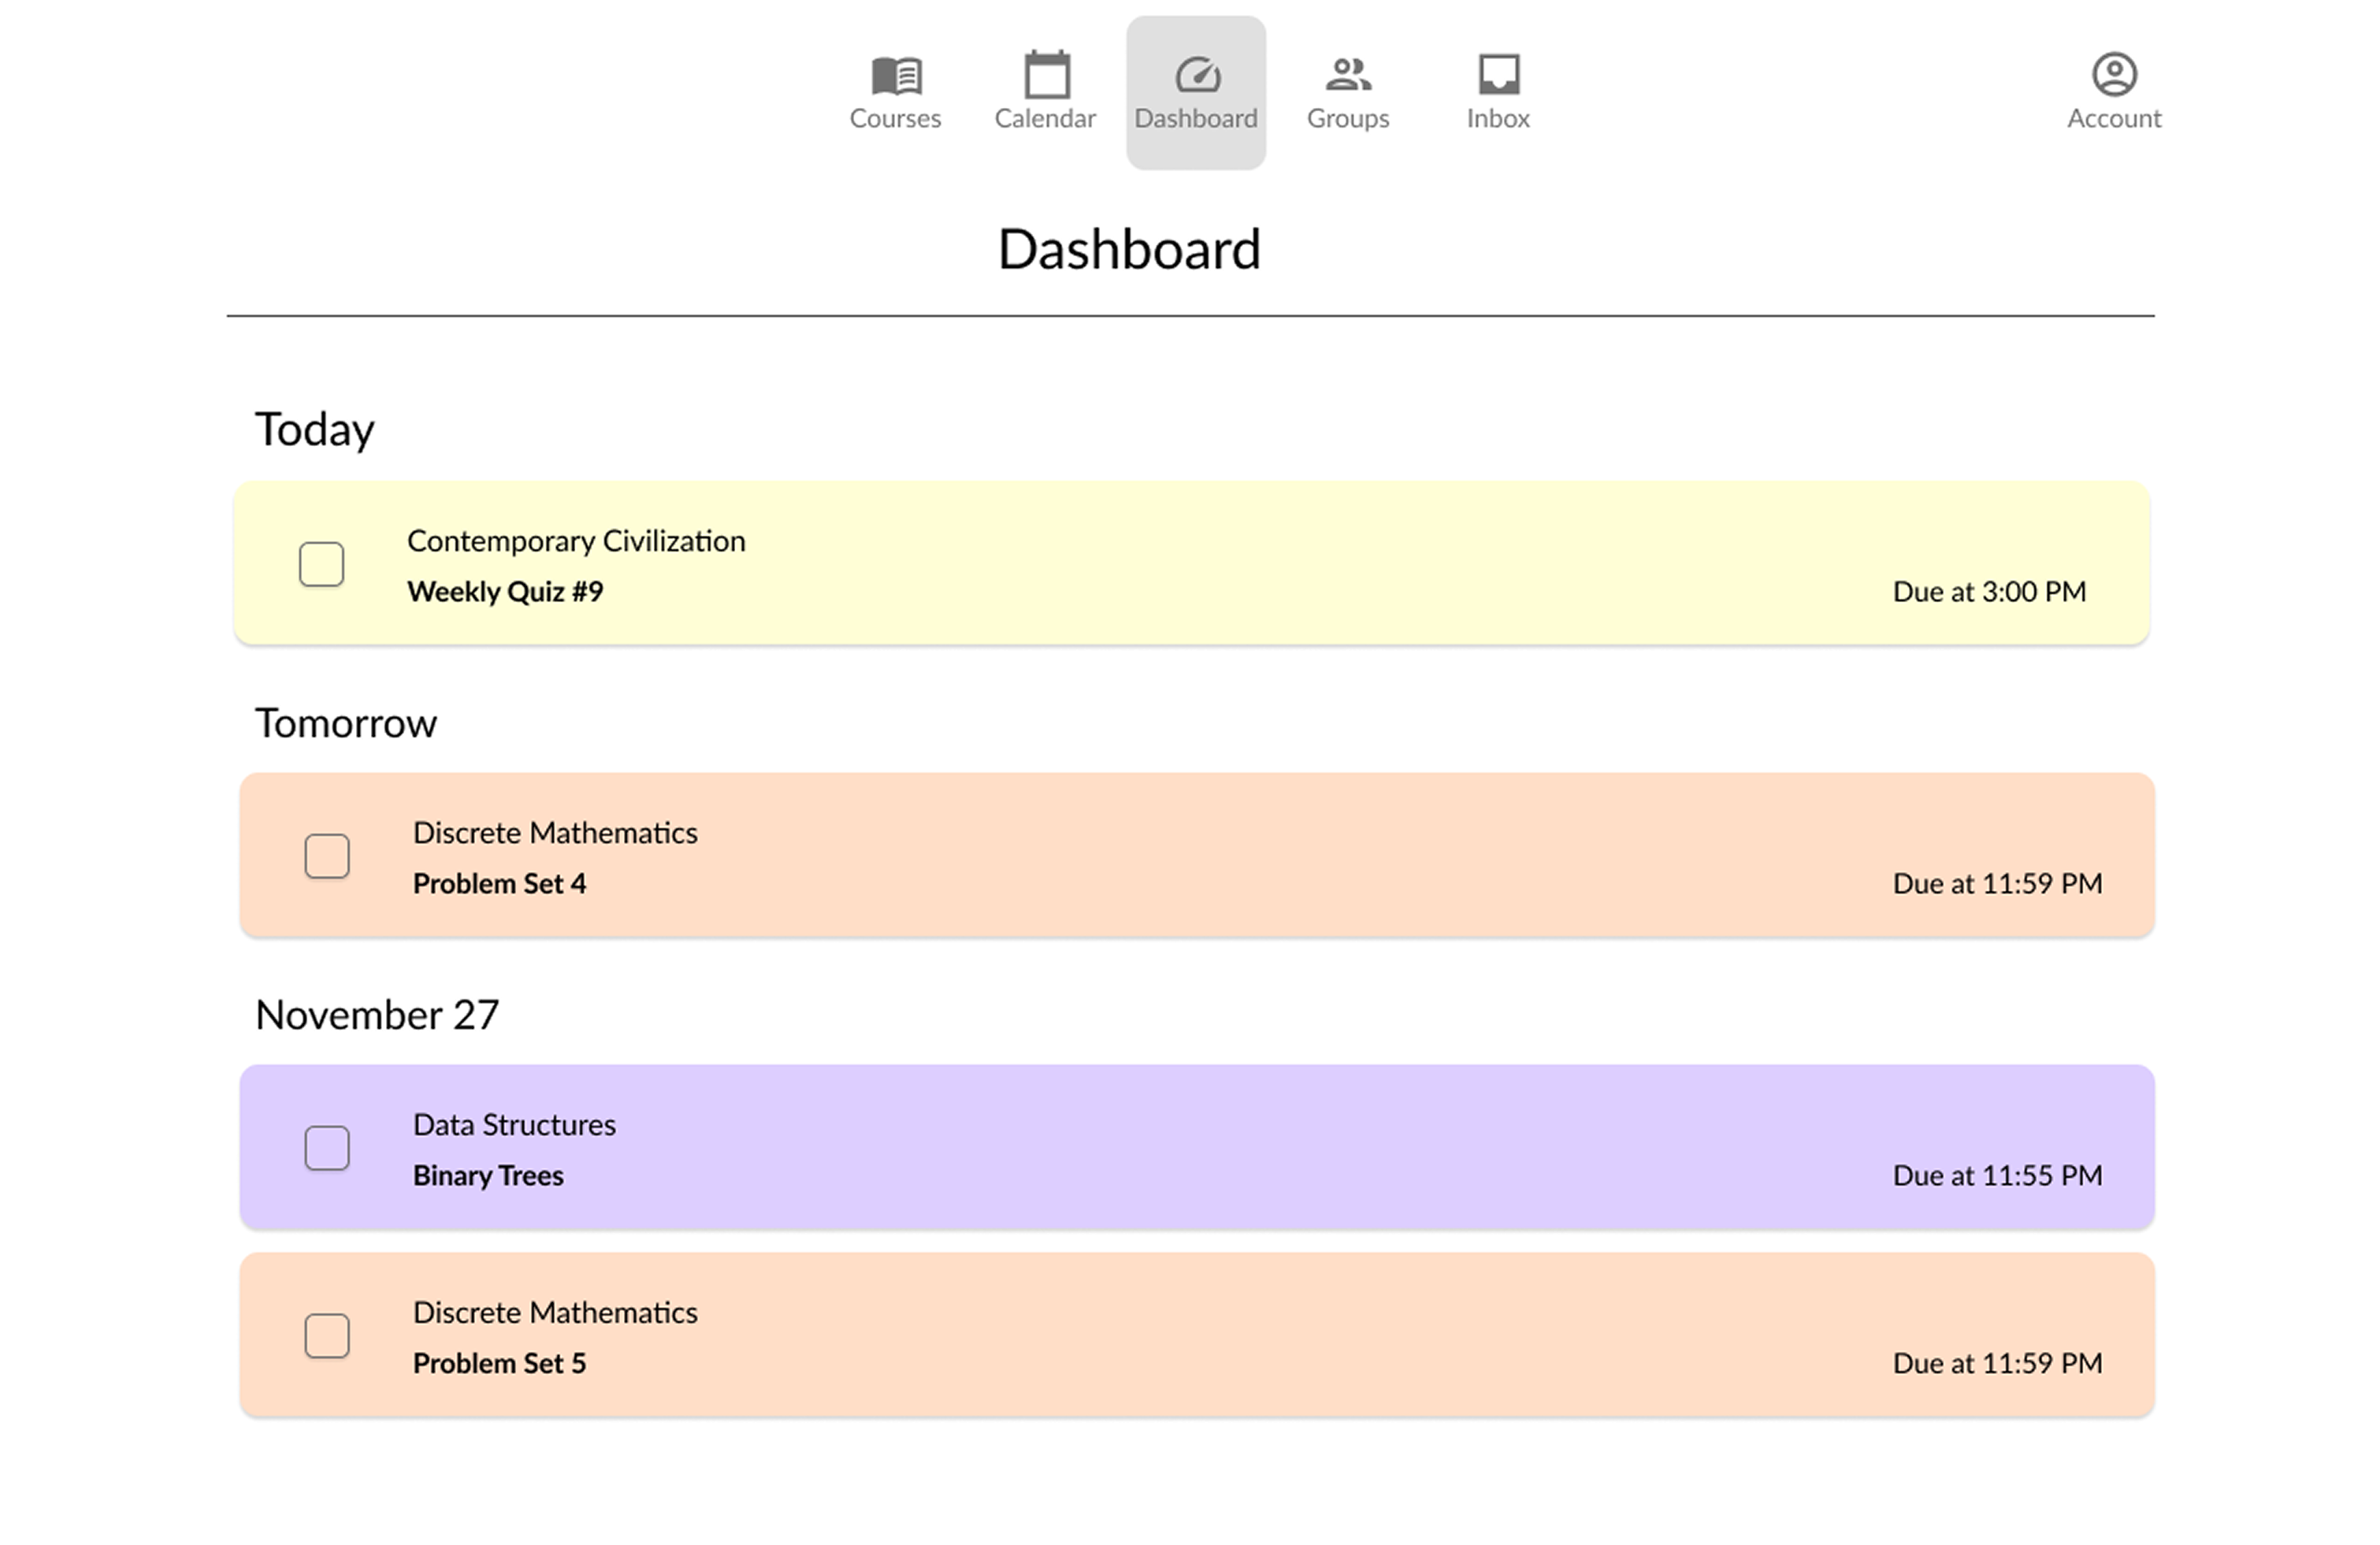 Courses
Calendar
Dashboard
Groups
Inbox
Account
Dashboard
Today
Contemporary Civilization
Weekly Quiz #9
Due at 3:00 PM
Tomorrow
Discrete Mathematics
Problem Set 4
Due at 11:59 PM
November 27
Data Structures
Binary Trees
Due at 11:55 PM
Discrete Mathematics
Problem Set 5
Due at 11:59 PM